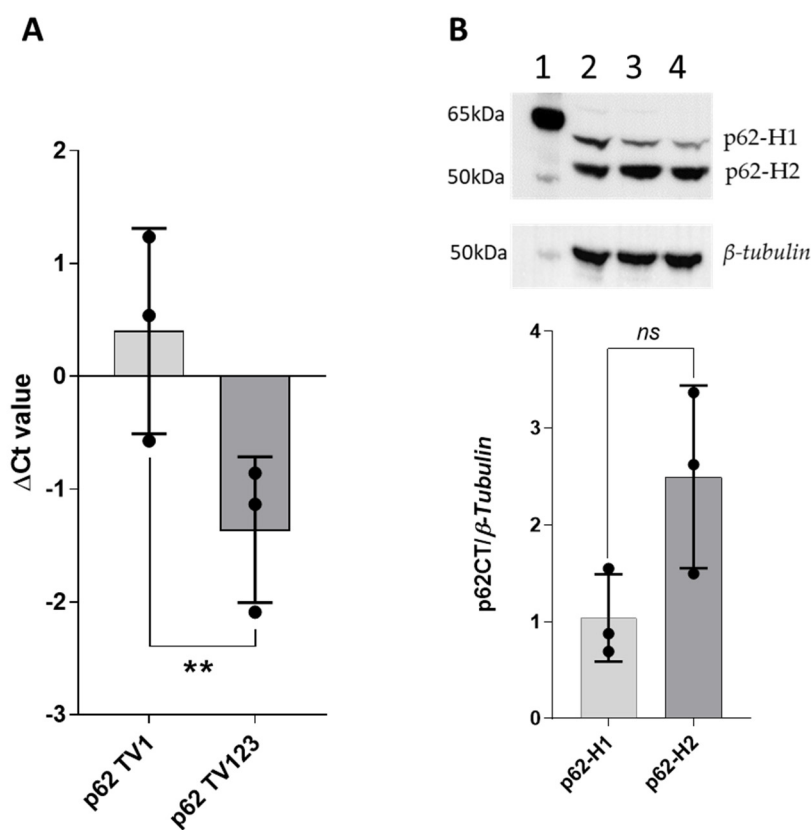 A
2
1
0
-1
-2
-3
ΔCt value
**
p62 TV1
p62 TV123
B
1 2 3 4
65kDa
p62-H1
50kDa
p62-H2
50kDa
β-tubulin
4
3
2
1
0
p62CT/β-Tubulin
ns
p62-H1
p62-H2